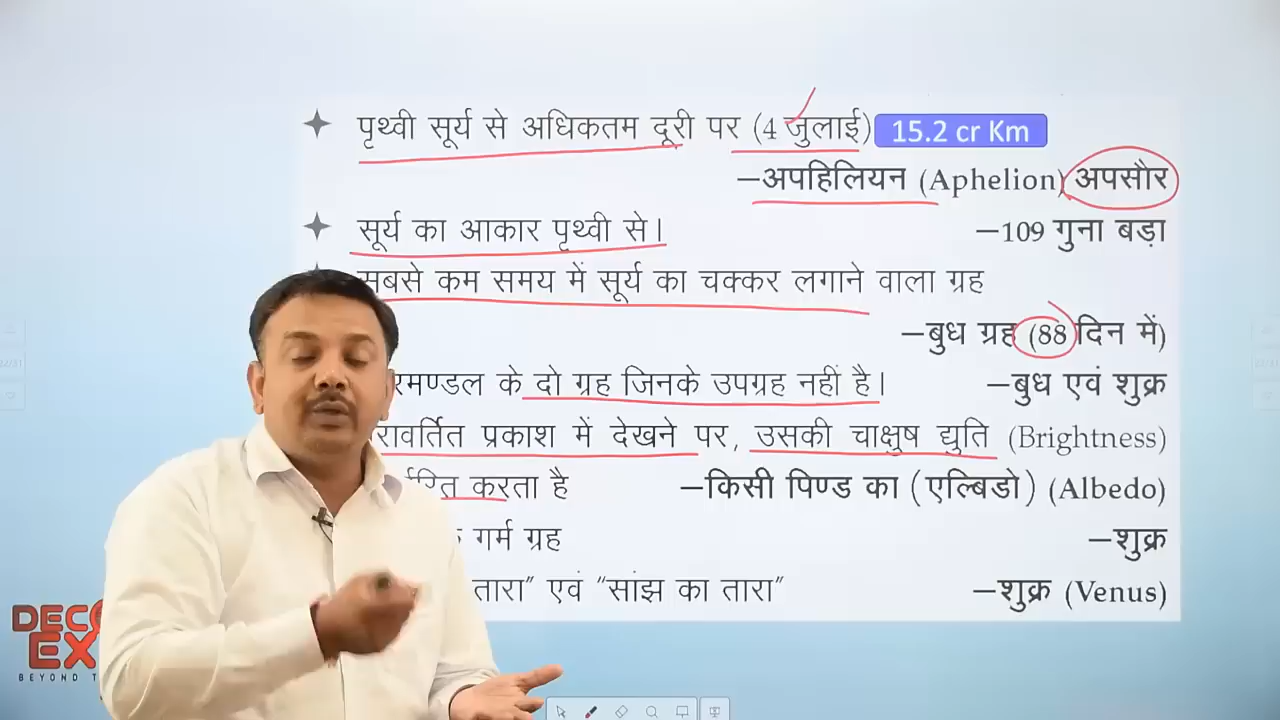 पृथ्वी सूर्य से अधिकतम दूरी पर (4 जुलाई) 15.2 cr Km
–अपहिलियन (Aphelion) अपसौर
सूर्य का आकार पृथ्वी से। –109 गुना बड़ा
सबसे कम समय में सूर्य का चक्कर लगाने वाला ग्रह
–बुध ग्रह (88 दिन में)
रमण्डल के दो ग्रह जिनके उपग्रह नहीं है। –बुध एवं शुक्र
रावर्तित प्रकाश में देखने पर, उसकी चाक्षुष द्युति (Brightness)
करता है –किसी पिण्ड का (एल्बिडो) (Albedo)
गर्म ग्रह –शुक्र
तारा” एवं “सांझ का तारा” –शुक्र (Venus)
DEC
EX
BEYOND T